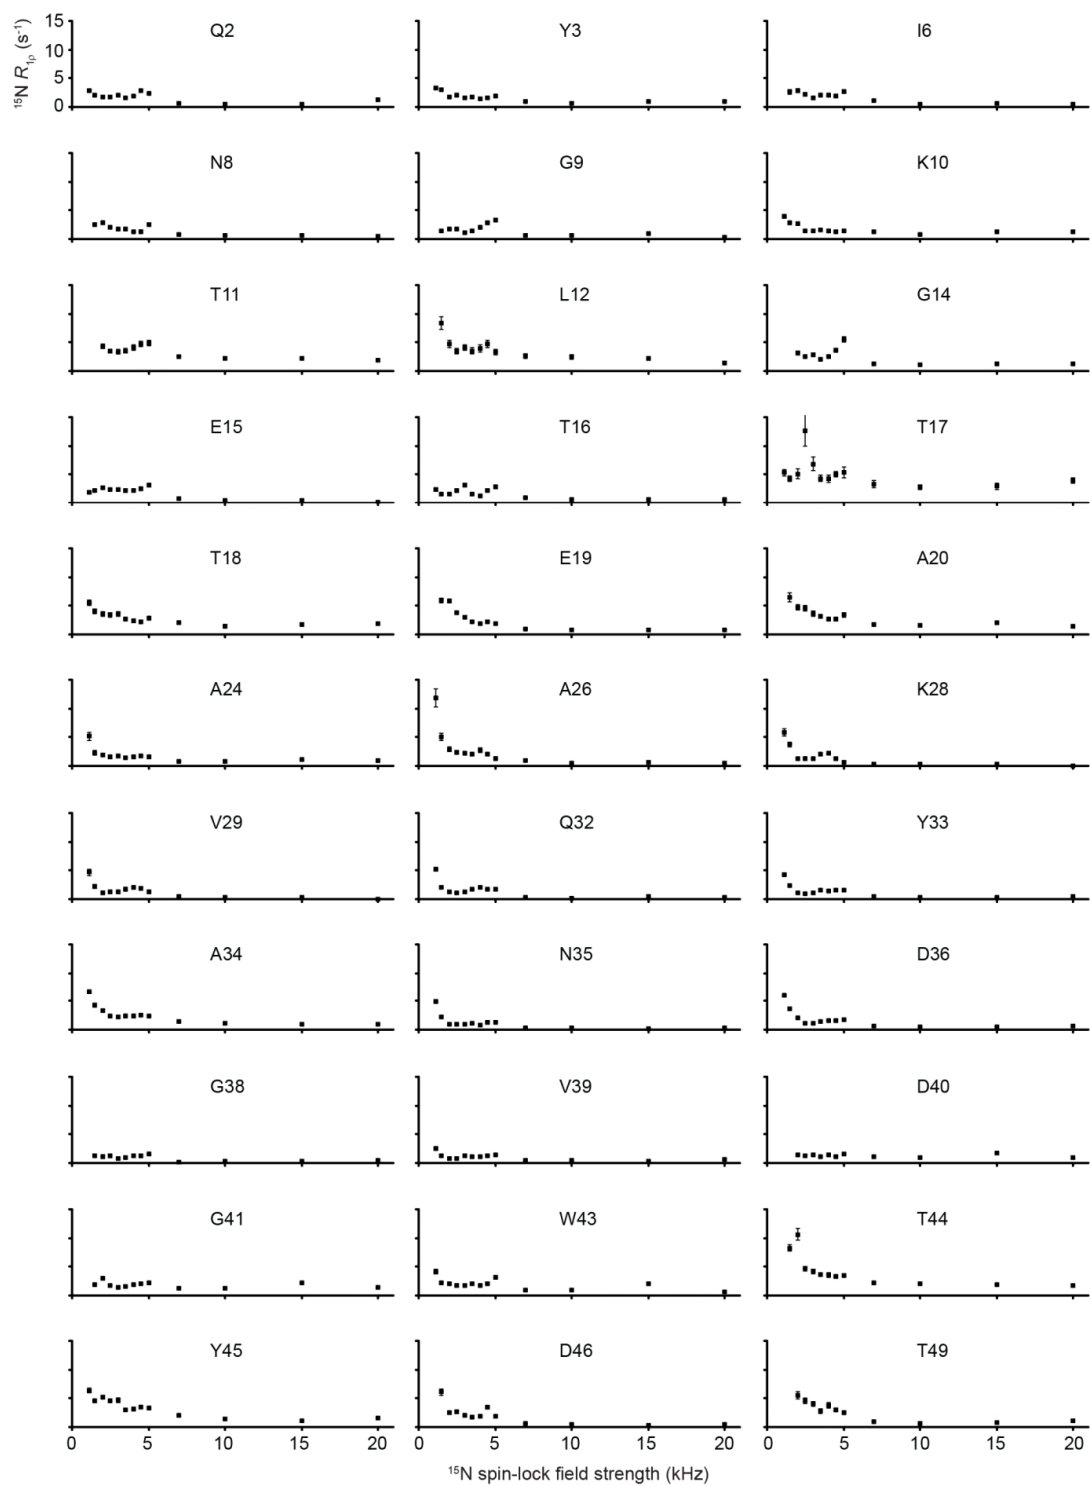 ¹⁵N R₁ρ (s⁻¹)
15
10
5
0
Q2 Y3 I6
N8 G9 K10
T11 L12 G14
E15 T16 T17
T18 E19 A20
A24 A26 K28
V29 Q32 Y33
A34 N35 D36
G38 V39 D40
G41 W43 T44
Y45 D46 T49
0 5 10 15 20 0 5 10 15 20 0 5 10 15 20
¹⁵N spin-lock field strength (kHz)